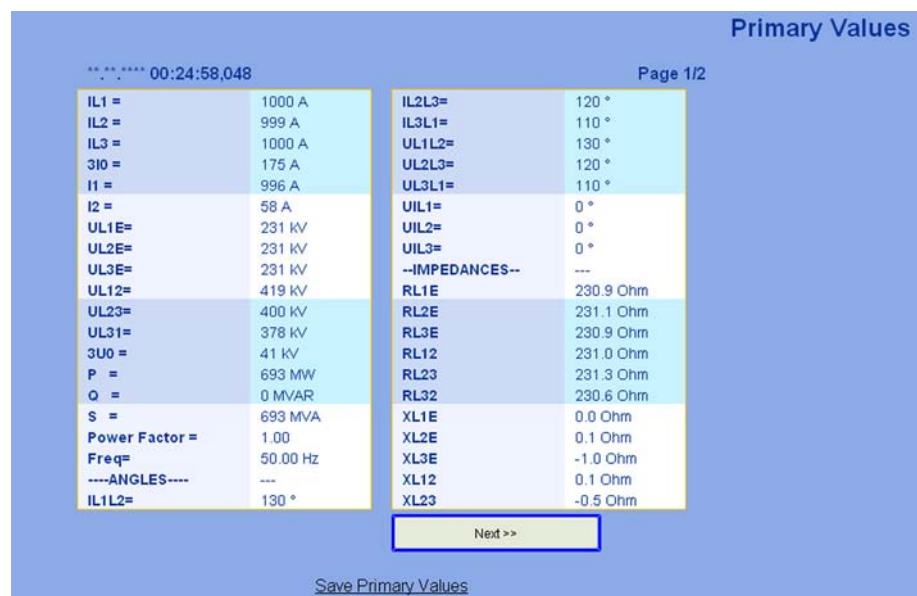 Primary Values
**.**.**** 00:24:58,048 Page 1/2
IL1 = 1000 A
IL2 = 999 A
IL3 = 1000 A
3I0 = 175 A
I1 = 996 A
I2 = 58 A
UL1E= 231 kV
UL2E= 231 kV
UL3E= 231 kV
UL12= 419 kV
UL23= 400 kV
UL31= 378 kV
3U0 = 41 kV
P = 693 MW
Q = 0 MVAR
S = 693 MVA
Power Factor = 1.00
Freq= 50.00 Hz
----ANGLES---- ---
IL1L2= 130 °
IL2L3= 120 °
IL3L1= 110 °
UL1L2= 130 °
UL2L3= 120 °
UL3L1= 110 °
UIL1= 0 °
UIL2= 0 °
UIL3= 0 °
--IMPEDANCES-- ---
RL1E 230.9 Ohm
RL2E 231.1 Ohm
RL3E 230.9 Ohm
RL12 231.0 Ohm
RL23 231.3 Ohm
RL32 230.6 Ohm
XL1E 0.0 Ohm
XL2E 0.1 Ohm
XL3E -1.0 Ohm
XL12 0.1 Ohm
XL23 -0.5 Ohm
Next >>
Save Primary Values